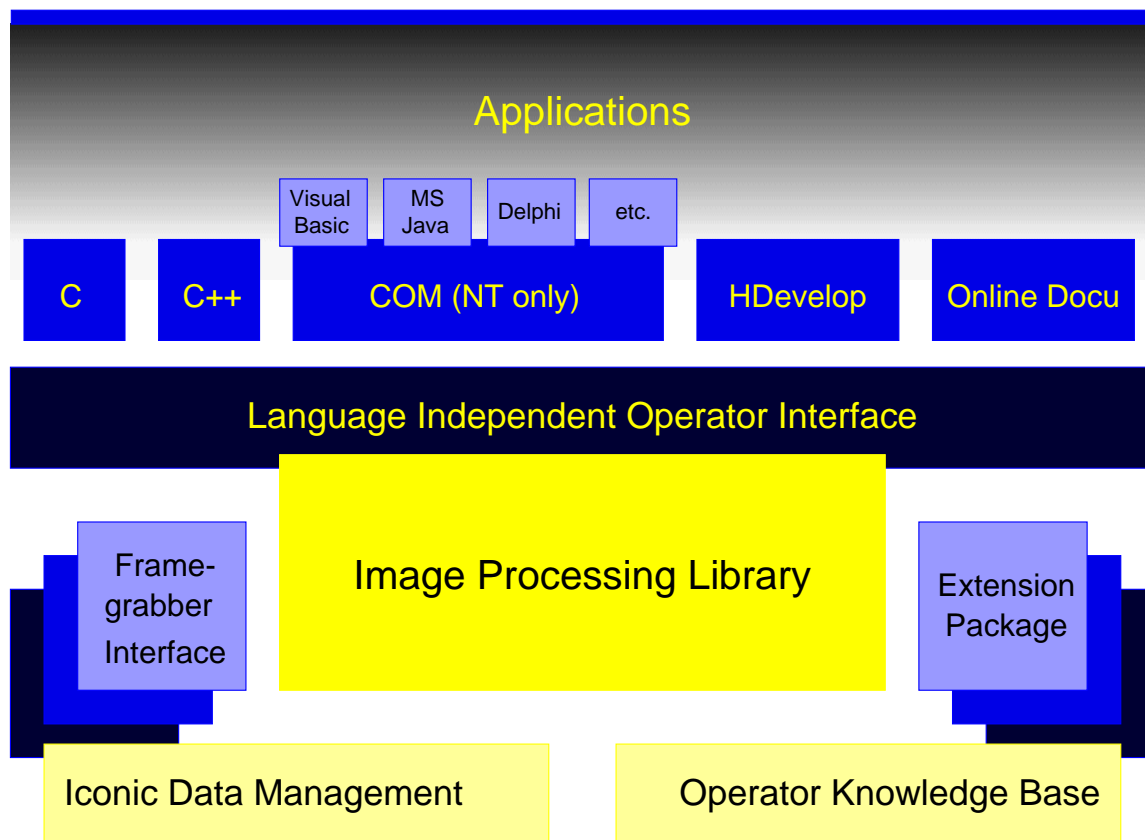 Applications
Visual
Basic
MS
Java
Delphi
etc.
C
C++
COM (NT only)
HDevelop
Online Docu
Language Independent Operator Interface
Frame-
grabber
Interface
Image Processing Library
Extension
Package
Iconic Data Management
Operator Knowledge Base